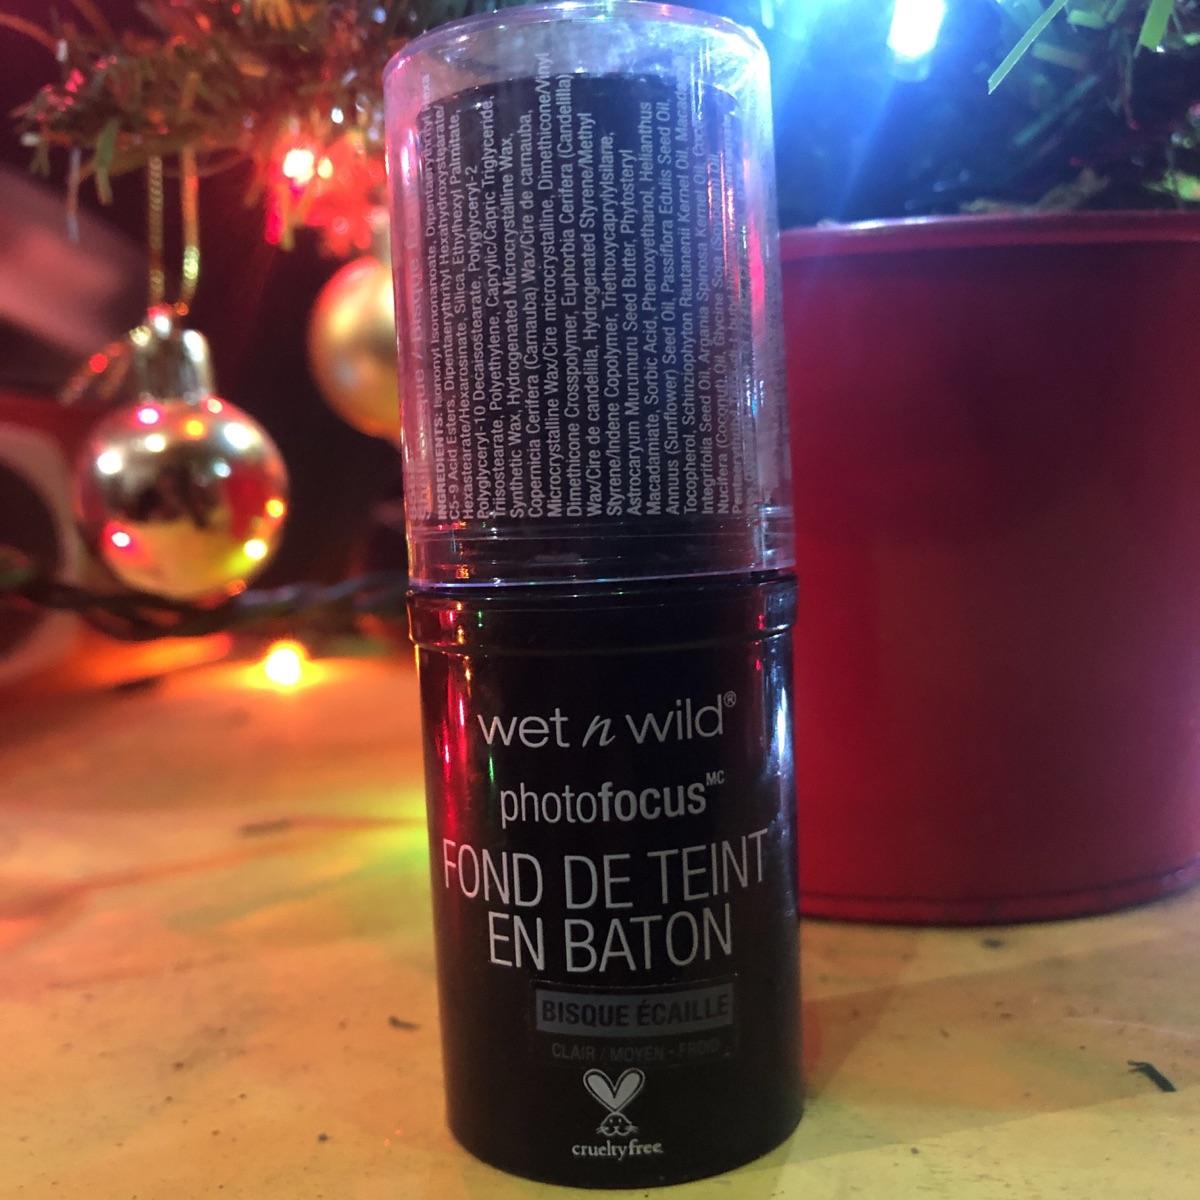 INGREDIENTS: Isononyl Isononanoate, Dipentaerythrityl
C5-9 Acid Esters, Dipentaerythrityl Hexahydroxystearate/
Hexastearate/Hexarosinate, Silica, Ethylhexyl Palmitate,
Polyglyceryl-10 Decaisostearate, Polyglyceryl-2
Triisostearate, Polyethylene, Caprylic/Capric Triglyceride,
Synthetic Wax, Hydrogenated Microcrystalline Wax,
Copernicia Cerifera (Carnauba Wax/Cire de carnauba,
Microcrystalline Wax/Cire microcrystalline, Dimethicone/Vinyl
Dimethicone Crosspolymer, Euphorbia Cerifera (Candelilla)
Wax/Cire de candelilla, Hydrogenated Styrene/Methyl
Styrene/Indene Copolymer, Triethoxycaprylylsilane,
Astrocaryum Murumuru Seed Butter, Phytosteryl
Macadamiate, Sorbic Acid, Phenoxyethanol, Helianthus
Annuus (Sunflower) Seed Oil, Passiflora Edulis Seed Oil,
Tocopherol, Schinziophyton Rautanenii Kernel Oil, Macadamia
Integrifolia Seed Oil, Argania Spinosa Kernel Oil, Cocos
Nucifera (Coconut) Oil, Glycine
wet n wild®
photofocus MC
FOND DE TEINT
EN BATON
BISQUE ÉCAILLE
CLAIR / MOYEN - FROID
crueltyfree